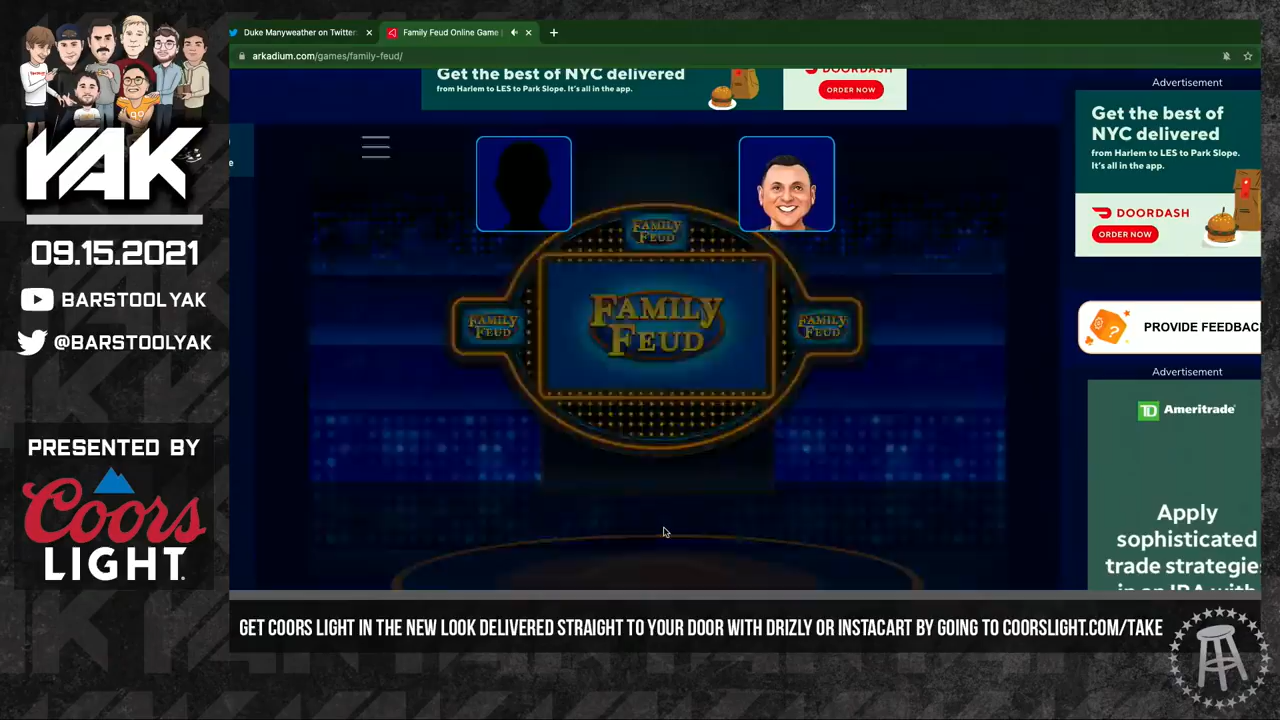 YAK
09.15.2021
BARSTOOLYAK
@BARSTOOLYAK
PRESENTED BY
Coors
LIGHT
Duke Manyweather on Twitter:
Family Feud Online Game |
arkadium.com/games/family-feud/
Get the best of NYC delivered
from Harlem to LES to Park Slope. It's all in the app.
DOORDASH
ORDER NOW
e
FAMILY
FEUD
FAMILY
FEUD
FAMILY
FEUD
FAMILY
FEUD
Advertisement
Get the best of
NYC delivered
from Harlem to LES to Park Slope.
It's all in the app.
DOORDASH
ORDER NOW
PROVIDE FEEDBAC
Advertisement
TD Ameritrade
Apply
sophisticated
trade strategie
in an IRA with
GET COORS LIGHT IN THE NEW LOOK DELIVERED STRAIGHT TO YOUR DOOR WITH DRIZLY OR INSTACART BY GOING TO COORSLIGHT.COM/TAKE